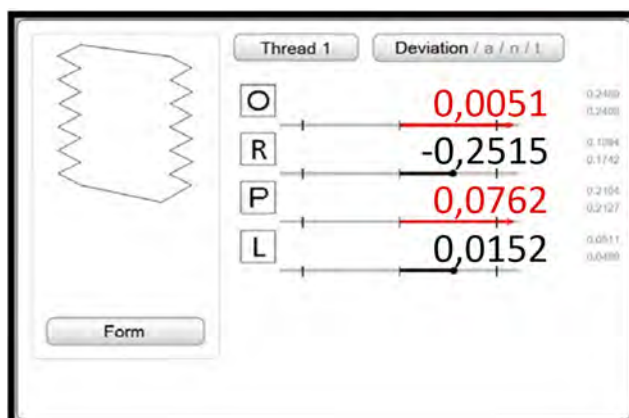 Thread 1
Deviation / a / n / t
O 0,0051
R -0,2515
P 0,0762
L 0,0152
Form